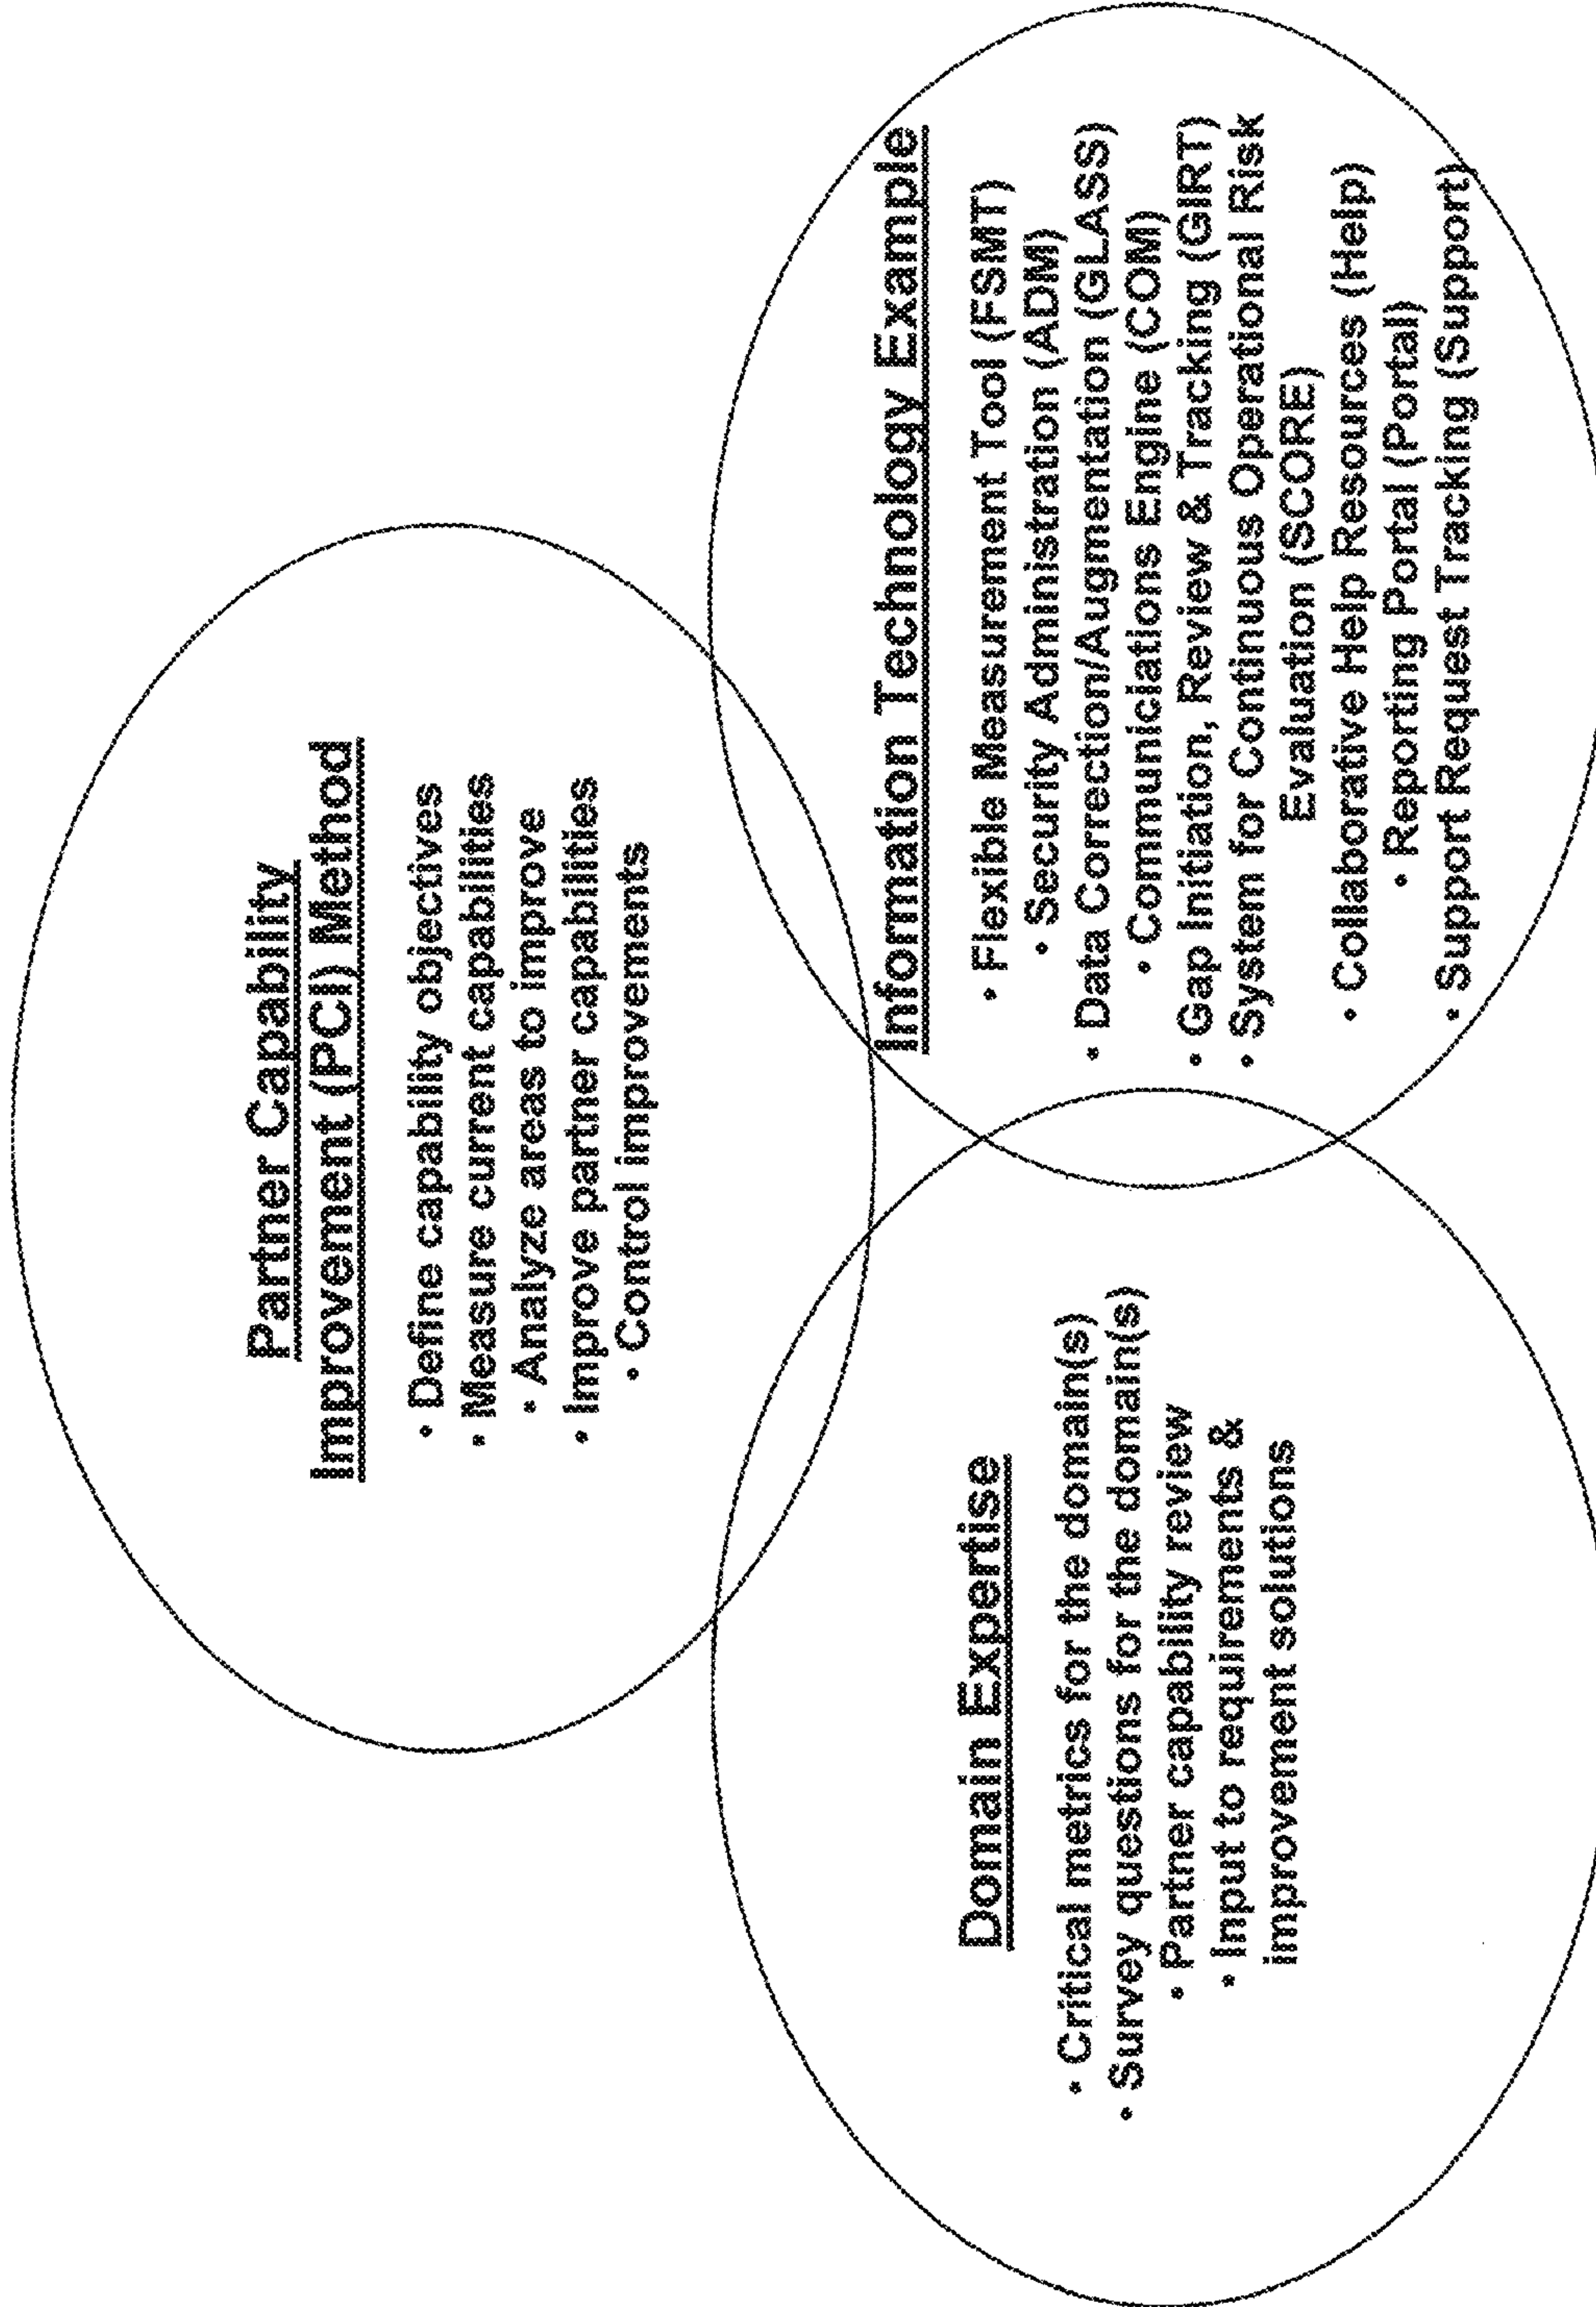 Partner Capability
Improvement (PCI) Method
• Define capability objectives
• Measure current capabilities
• Analyze areas to improve
• Improve partner capabilities
• Control improvements
Domain Expertise
• Critical metrics for the domain(s)
• Survey questions for the domain(s)
• Partner capability review
• Input to requirements &
improvement solutions
Information Technology Example
• Flexible Measurement Tool (FSMT)
• Security Administration (ADM)
• Data Correction/Augmentation (GLASS)
• Communiciations Engine (COM)
• Gap Initiation, Review & Tracking (GIRT)
• System for Continuous Operational Risk
Evaluation (SCORE)
• Collaborative Help Resources (Help)
• Reporting Portal (Portal)
• Support Request Tracking (Support)